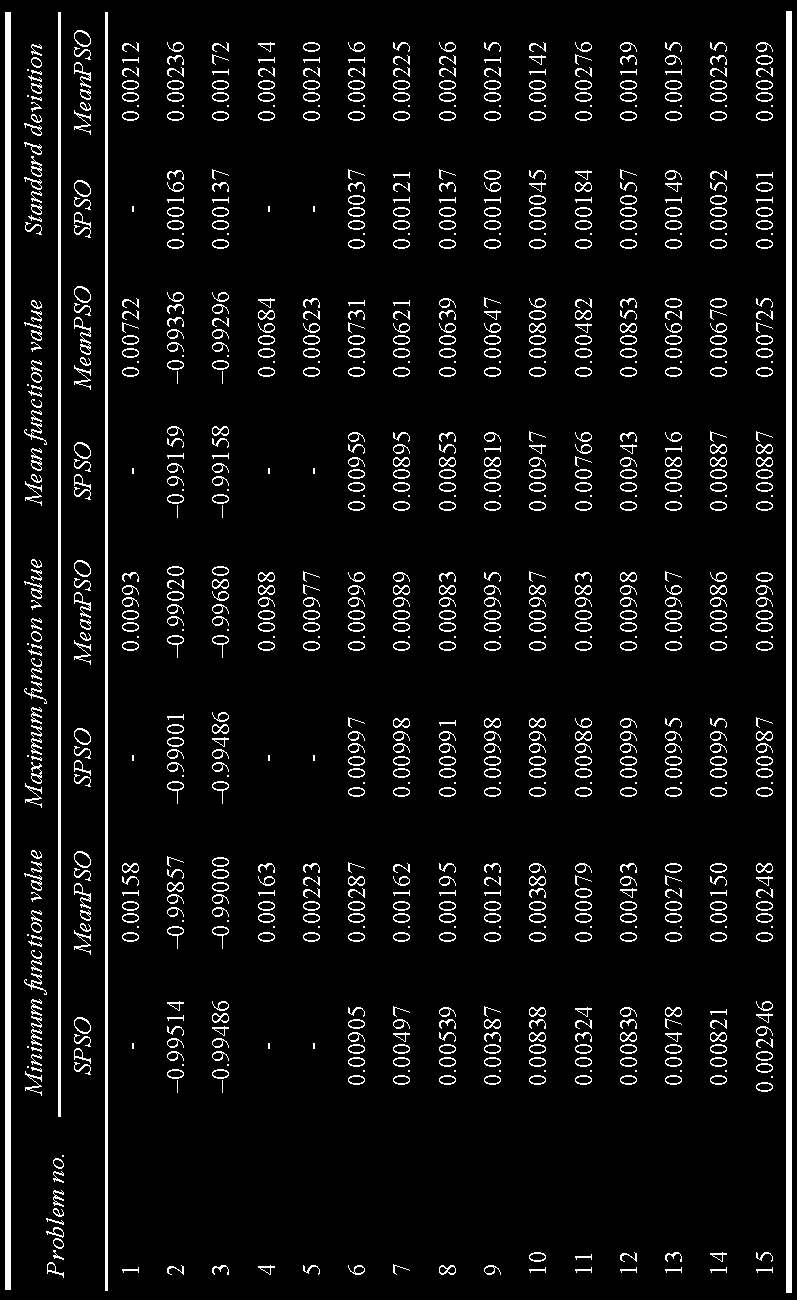 Problem no. Minimum function value Maximum function value Mean function value Standard deviation
SPSO MeanPSO SPSO MeanPSO SPSO MeanPSO SPSO MeanPSO
1 - 0.00158 - 0.00993 - 0.00722 - 0.00212
2 −0.99514 −0.99857 −0.99001 −0.99020 −0.99159 −0.99336 0.00163 0.00236
3 −0.99486 −0.99000 −0.99486 −0.99680 −0.99158 −0.99296 0.00137 0.00172
4 - 0.00163 - 0.00988 - 0.00684 - 0.00214
5 - 0.00223 - 0.00977 - 0.00623 - 0.00210
6 0.00905 0.00287 0.00997 0.00996 0.00959 0.00731 0.00037 0.00216
7 0.00497 0.00162 0.00998 0.00989 0.00895 0.00621 0.00121 0.00225
8 0.00539 0.00195 0.00991 0.00983 0.00853 0.00639 0.00137 0.00226
9 0.00387 0.00123 0.00998 0.00995 0.00819 0.00647 0.00160 0.00215
10 0.00838 0.00389 0.00998 0.00987 0.00947 0.00806 0.00045 0.00142
11 0.00324 0.00079 0.00986 0.00983 0.00766 0.00482 0.00184 0.00276
12 0.00839 0.00493 0.00999 0.00998 0.00943 0.00853 0.00057 0.00139
13 0.00478 0.00270 0.00995 0.00967 0.00816 0.00620 0.00149 0.00195
14 0.00821 0.00150 0.00995 0.00986 0.00887 0.00670 0.00052 0.00235
15 0.002946 0.00248 0.00987 0.00990 0.00887 0.00725 0.00101 0.00209